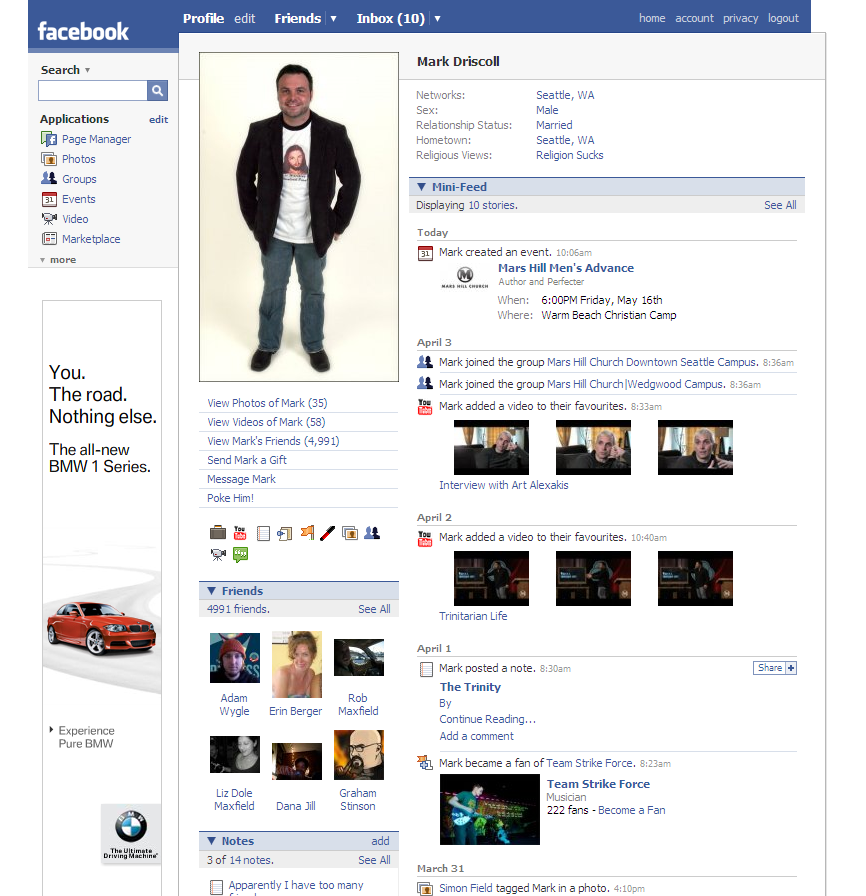 facebook
Profile edit Friends ▼ Inbox (10) ▼ home account privacy logout
Search ▼
Applications edit
31
Page Manager
Photos
Groups
Events
Video
Marketplace
▼ more
You.
The road.
Nothing else.
The all-new
BMW 1 Series.
Experience
Pure BMW
BMW
The Ultimate
Driving Machine®
View Photos of Mark (35)
View Videos of Mark (58)
View Mark's Friends (4,991)
Send Mark a Gift
Message Mark
Poke Him!
You
Tube
▼ Friends
4991 friends. See All
Adam
Wygle
Erin Berger
Rob
Maxfield
Liz Dole
Maxfield
Dana Jill
Graham
Stinson
▼ Notes add
3 of 14 notes. See All
Apparently I have too many
Mark Driscoll
Networks: Seattle, WA
Sex: Male
Relationship Status: Married
Hometown: Seattle, WA
Religious Views: Religion Sucks
▼ Mini-Feed
Displaying 10 stories. See All
Today
31
Mark created an event. 10:06am
MARS HILL CHURCH
Mars Hill Men's Advance
Author and Perfecter
When: 6:00PM Friday, May 16th
Where: Warm Beach Christian Camp
April 3
Mark joined the group Mars Hill Church Downtown Seattle Campus. 8:36am
Mark joined the group Mars Hill Church|Wedgwood Campus. 8:36am
You
Tube
Mark added a video to their favourites. 8:33am
Interview with Art Alexakis
April 2
You
Tube
Mark added a video to their favourites. 10:40am
Trinitarian Life
April 1
Mark posted a note. 8:30am Share +
The Trinity
By
Continue Reading...
Add a comment
Mark became a fan of Team Strike Force. 8:23am
Team Strike Force
Musician
222 fans - Become a Fan
March 31
Simon Field tagged Mark in a photo. 4:10pm